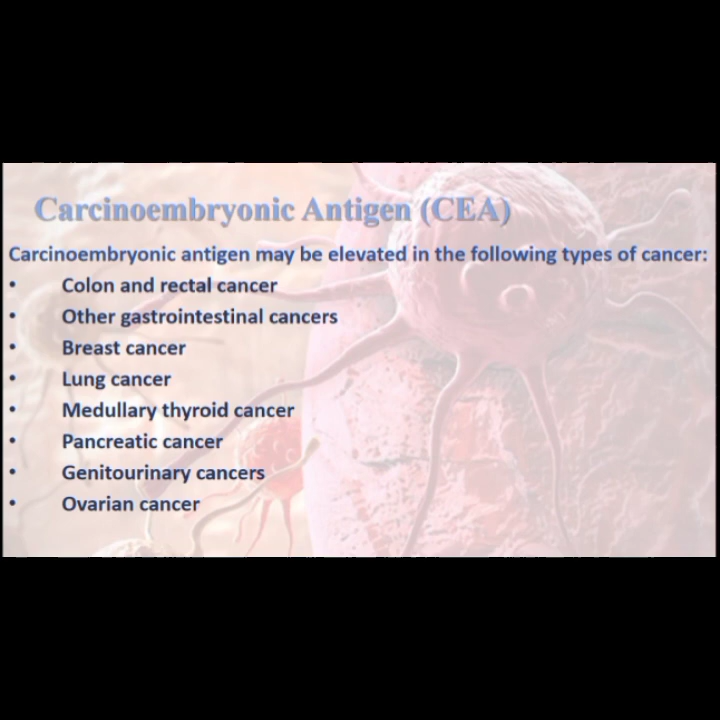 Carcinoembryonic Antigen (CEA)
Carcinoembryonic antigen may be elevated in the following types of cancer:
• Colon and rectal cancer
• Other gastrointestinal cancers
• Breast cancer
• Lung cancer
• Medullary thyroid cancer
• Pancreatic cancer
• Genitourinary cancers
• Ovarian cancer